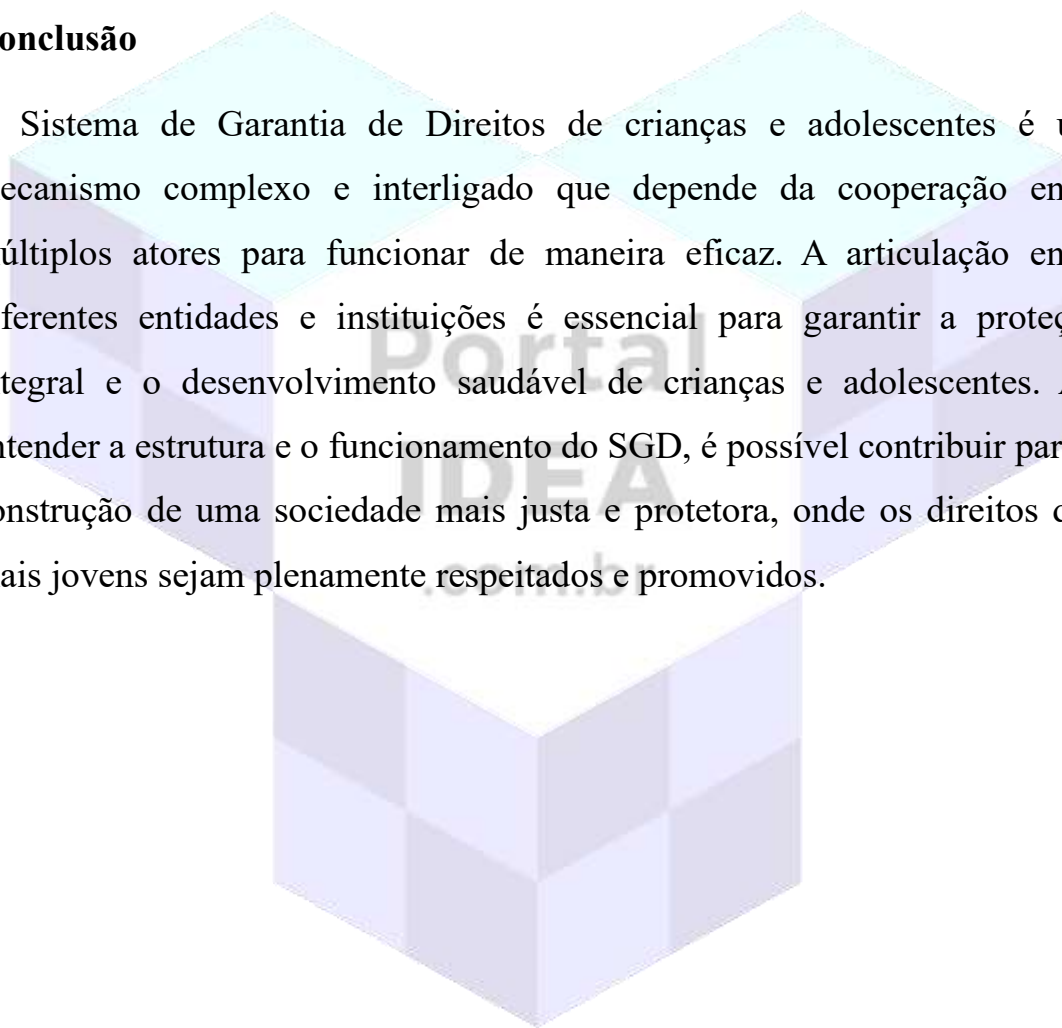 onclusão
Sistema de Garantia de Direitos de crianças e adolescentes é u
ecanismo complexo e interligado que depende da cooperação en
últiplos atores para funcionar de maneira eficaz. A articulação en
ferentes entidades e instituições é essencial para garantir a proteç
tegral e o desenvolvimento saudável de crianças e adolescentes. A
ntender a estrutura e o funcionamento do SGD, é possível contribuir par
onstrução de uma sociedade mais justa e protetora, onde os direitos d
ais jovens sejam plenamente respeitados e promovidos.
Portal
IDEA
.com.br